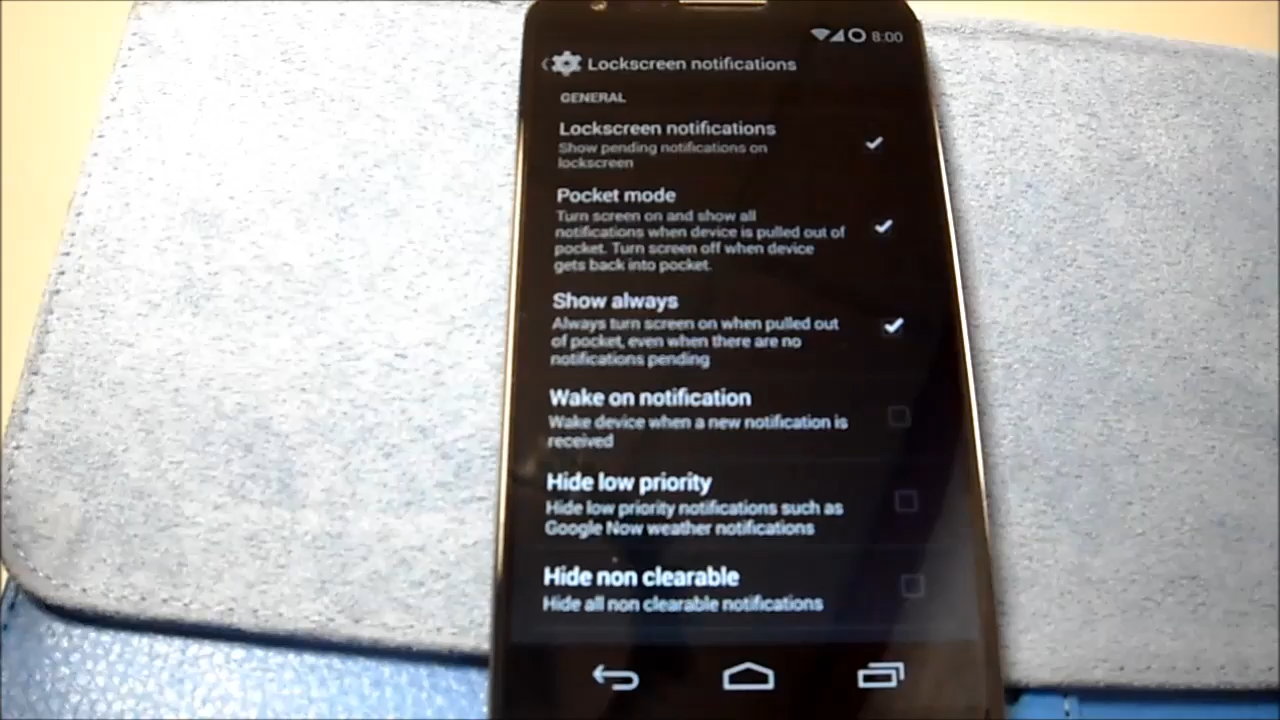 8:00
Lockscreen notifications
GENERAL
Lockscreen notifications
Show pending notifications on
lockscreen
Pocket mode
Turn screen on and show all
notifications when device is pulled out of
pocket. Turn screen off when device
gets back into pocket.
Show always
Always turn screen on when pulled out
of pocket, even when there are no
notifications pending
Wake on notification
Wake device when a new notification is
received
Hide low priority
Hide low priority notifications such as
Google Now weather notifications
Hide non clearable
Hide all non clearable notifications